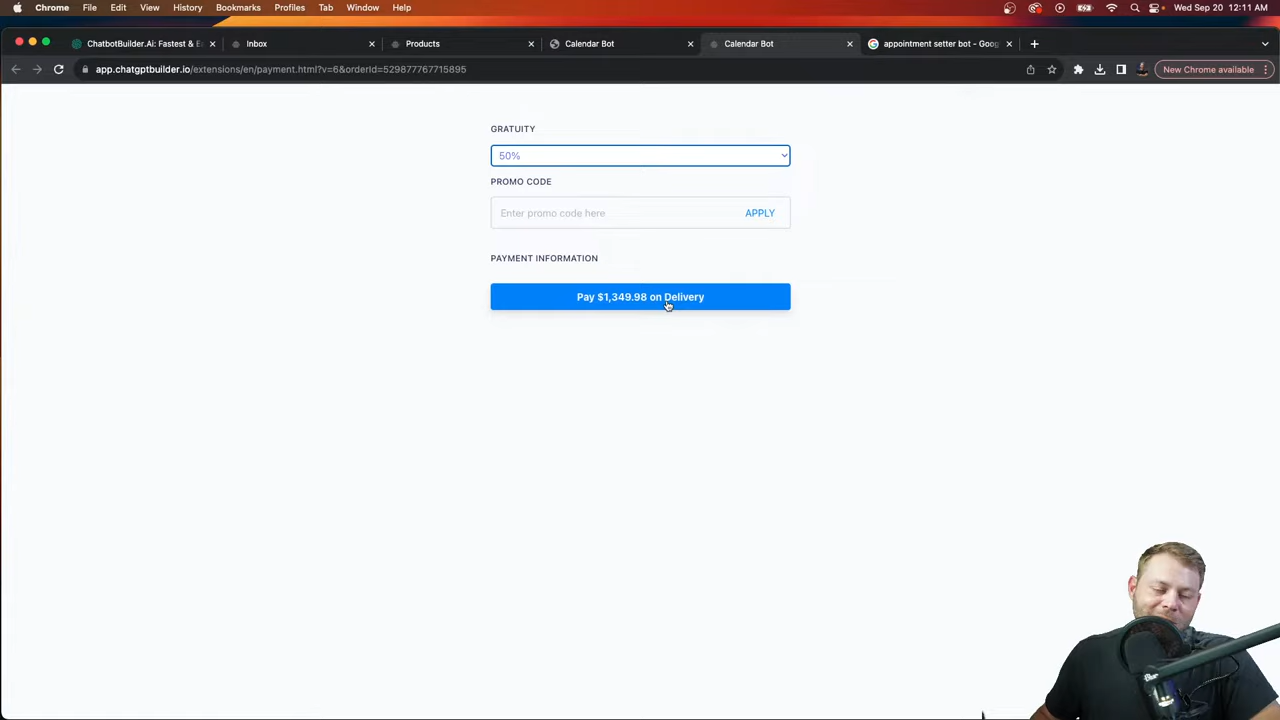 Chrome File Edit View History Bookmarks Profiles Tab Window Help Wed Sep 20 12:11 AM
ChatbotBuilder.Ai: Fastest & E Inbox Products Calendar Bot Calendar Bot appointment setter bot - Goog
app.chatgptbuilder.io/extensions/en/payment.html?v=6&orderId=529877767715895 New Chrome available
GRATUITY
50%
PROMO CODE
Enter promo code here APPLY
PAYMENT INFORMATION
Pay $1,349.98 on Delivery